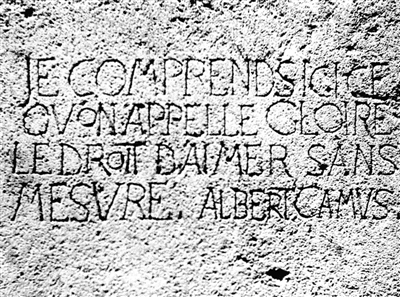 JE COMPRENDS ICI CE
QV'ON APPELLE GLOIRE
LE DROIT D'AIMER SANS
MESVRE. ALBERT CAMVS.